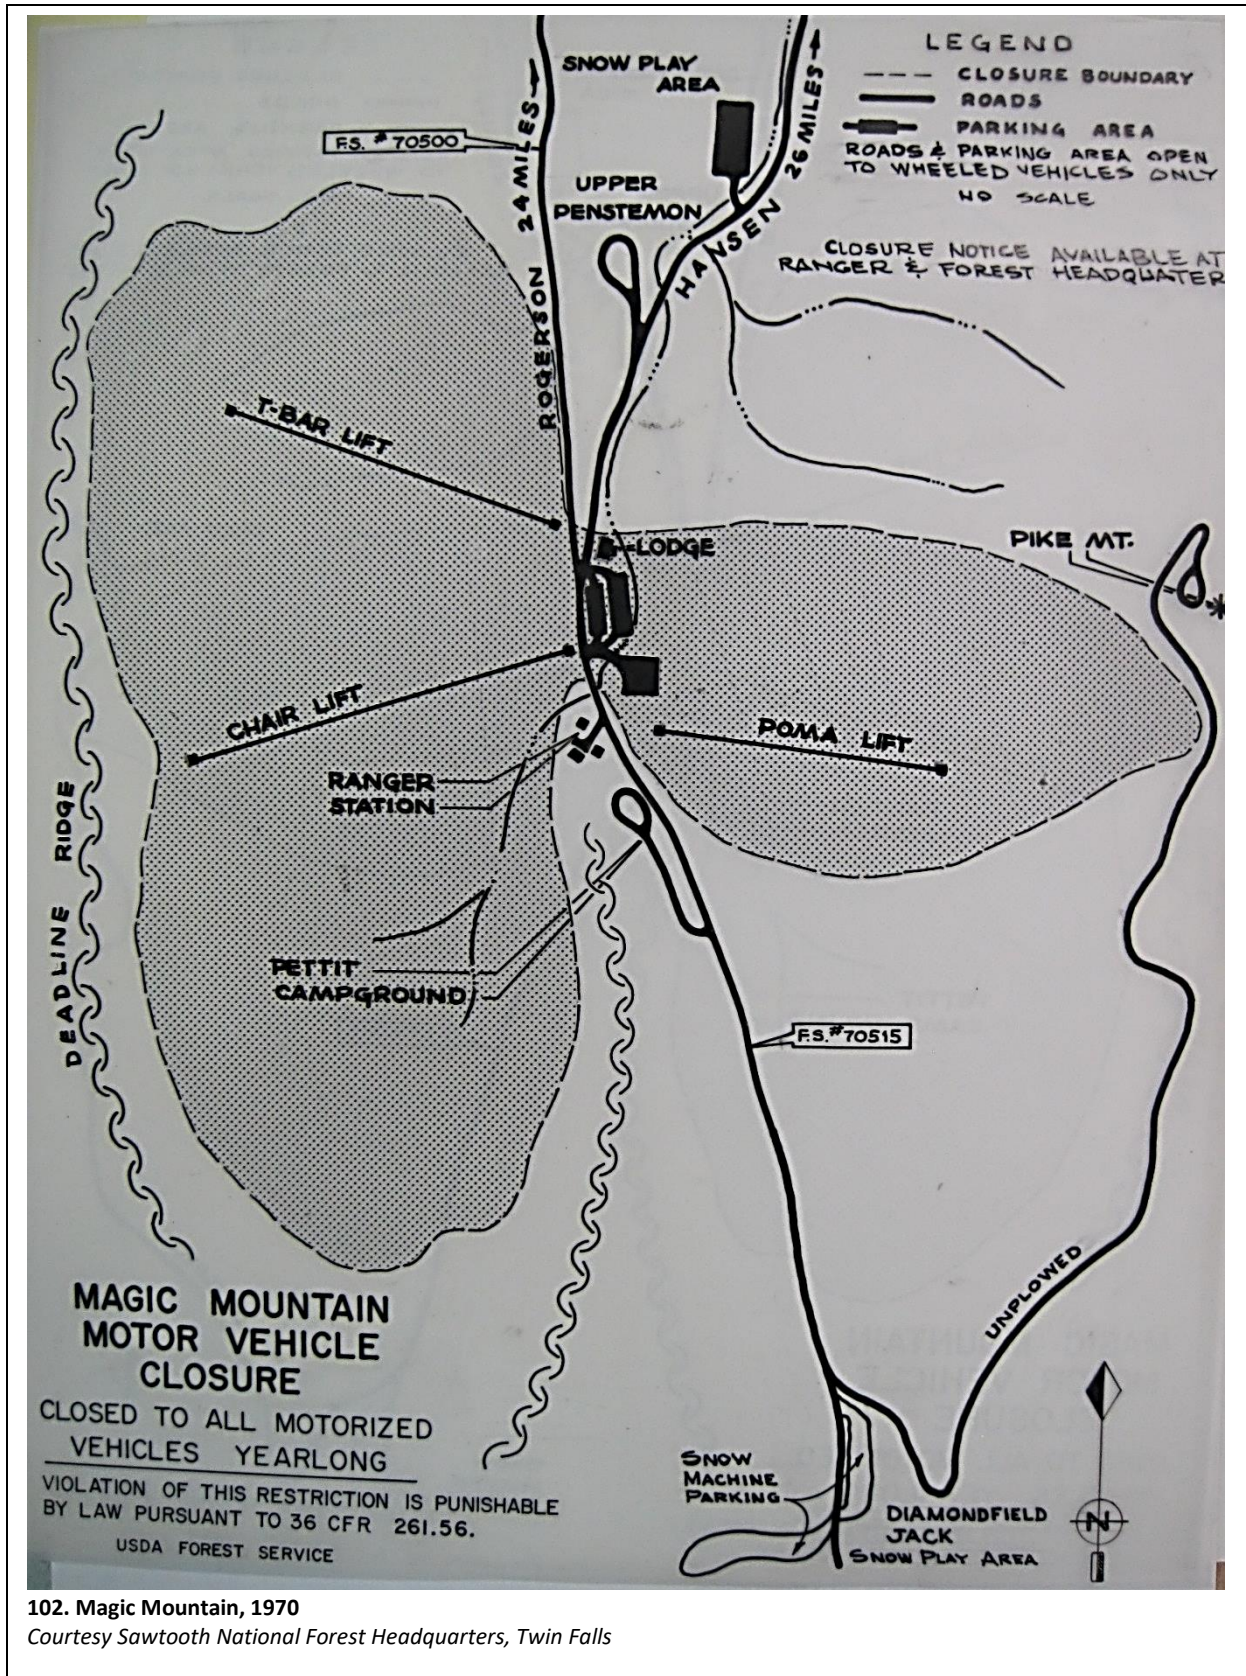 LEGEND
CLOSURE BOUNDARY
ROADS
PARKING AREA
ROADS & PARKING AREA OPEN
TO WHEELED VEHICLES ONLY
NO SCALE
CLOSURE NOTICE AVAILABLE AT
RANGER & FOREST HEADQUATER
SNOW PLAY
AREA
24 MILES
26 MILES
F.S. # 70500
UPPER
PENSTEMON
HANSEN
ROGERSON
T-BAR LIFT
LODGE
PIKE MT.
CHAIR LIFT
POMA LIFT
RANGER
STATION
DEADLINE RIDGE
PETTIT
CAMPGROUND
F.S. # 70515
UNPLOWED
MAGIC MOUNTAIN
MOTOR VEHICLE
CLOSURE
CLOSED TO ALL MOTORIZED
VEHICLES YEARLONG
VIOLATION OF THIS RESTRICTION IS PUNISHABLE
BY LAW PURSUANT TO 36 CFR 261.56.
USDA FOREST SERVICE
SNOW
MACHINE
PARKING
DIAMONDFIELD
JACK
SNOW PLAY AREA
N
102. Magic Mountain, 1970
Courtesy Sawtooth National Forest Headquarters, Twin Falls